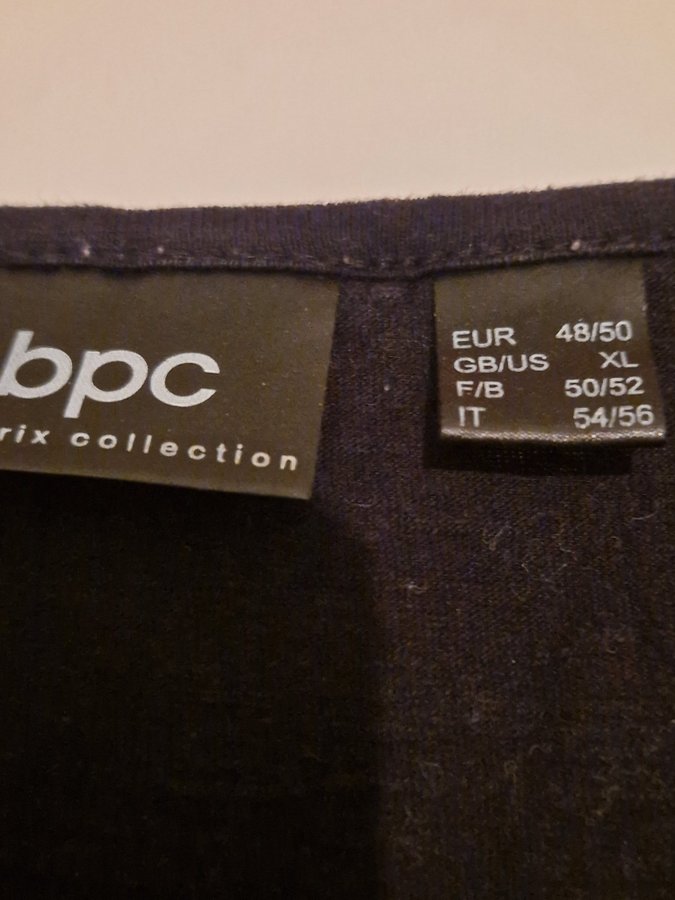 bpc
rix collection
EUR 48/50
GB/US XL
F/B 50/52
IT 54/56